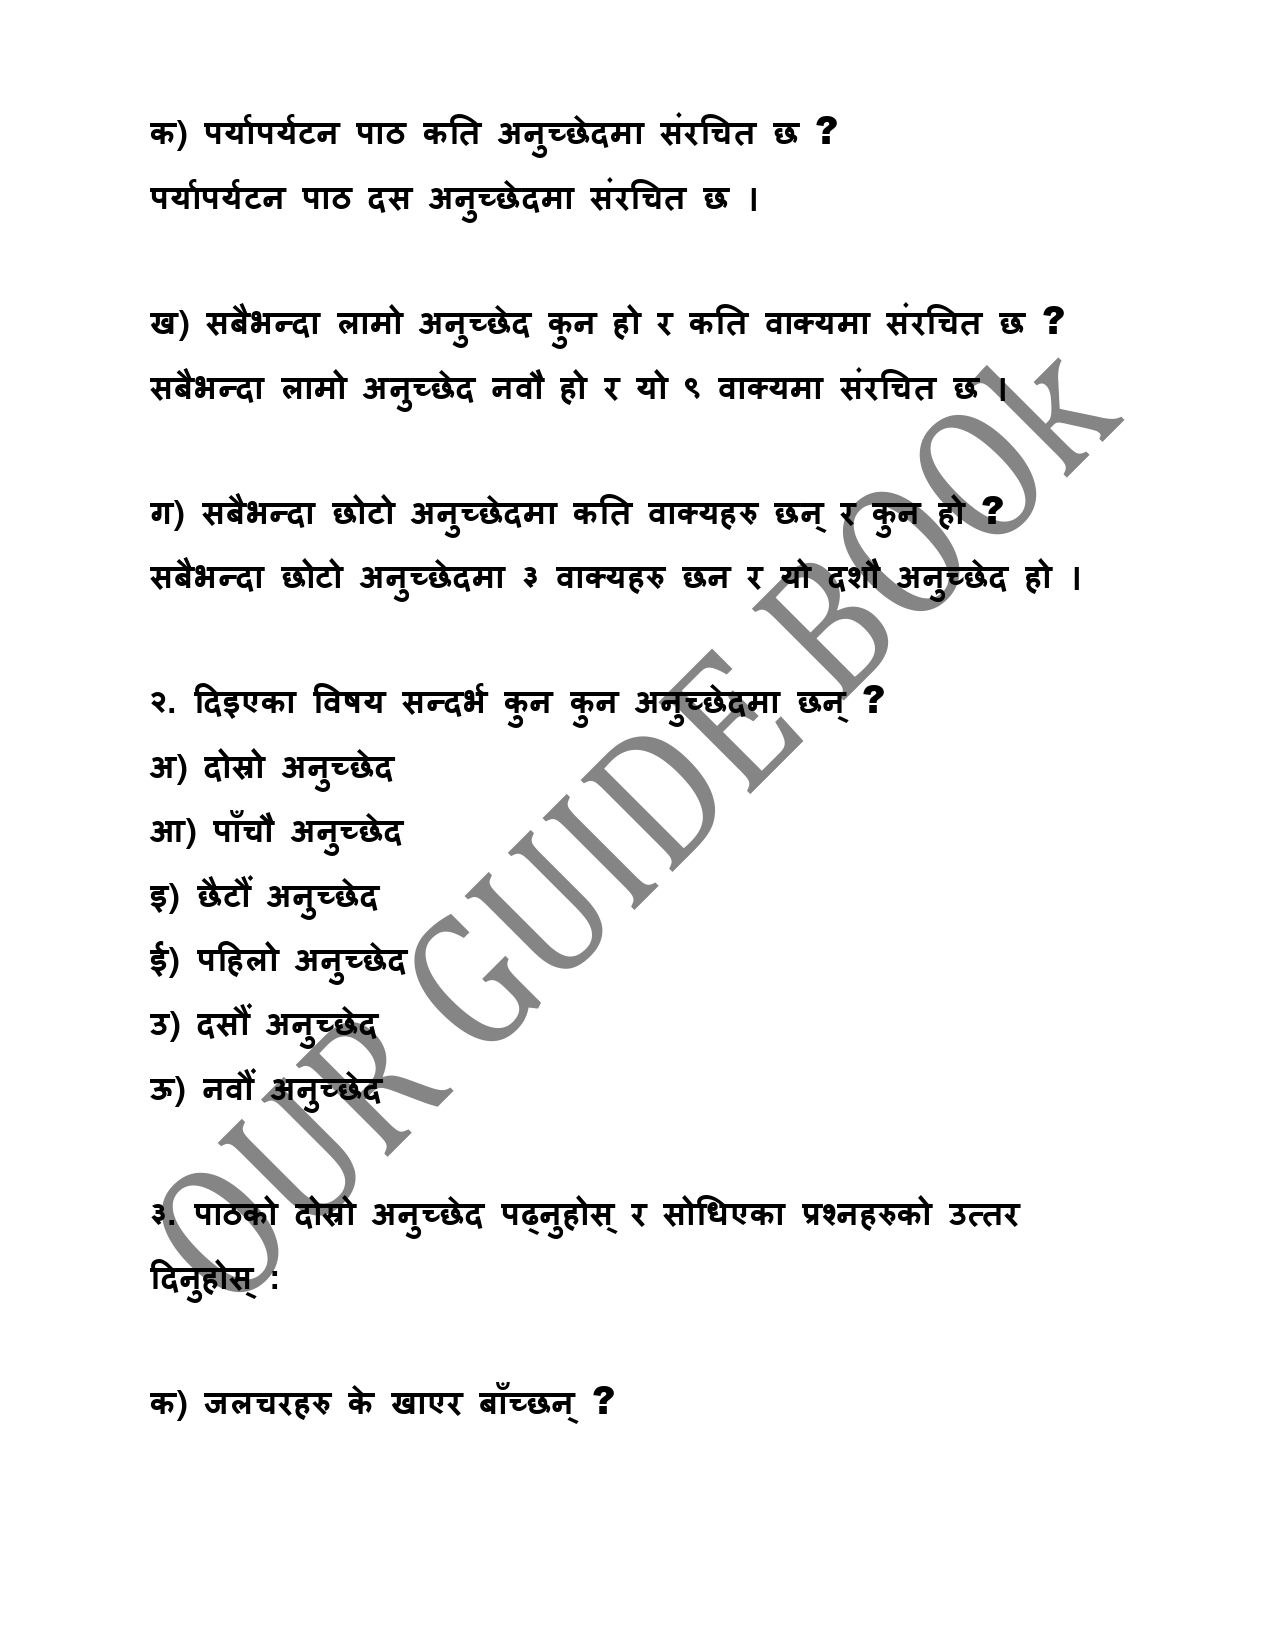 क) पर्यापर्यटन पाठ कति अनुच्छेदमा संरचित छ ?
पर्यापर्यटन पाठ दस अनुच्छेदमा संरचित छ ।
ख) सबैभन्दा लामो अनुच्छेद कुन हो र कति वाक्यमा संरचित छ ?
सबैभन्दा लामो अनुच्छेद नवौ हो र यो ९ वाक्यमा संरचित छ ।
ग) सबैभन्दा छोटो अनुच्छेदमा कति वाक्यहरु छन् र कुन हो ?
सबैभन्दा छोटो अनुच्छेदमा ३ वाक्यहरु छन र यो दशौ अनुच्छेद हो ।
२. दिइएका विषय सन्दर्भ कुन कुन अनुच्छेदमा छन् ?
अ) दोस्रो अनुच्छेद
आ) पाँचौ अनुच्छेद
इ) छैटौं अनुच्छेद
ई) पहिलो अनुच्छेद
उ) दसौं अनुच्छेद
ऊ) नवौं अनुच्छेद
३. पाठको दोस्रो अनुच्छेद पढ्नुहोस् र सोधिएका प्रश्नहरुको उत्तर
दिनुहोस् :
क) जलचरहरु के खाएर बाँच्छन् ?
OUR GUIDE BOOk